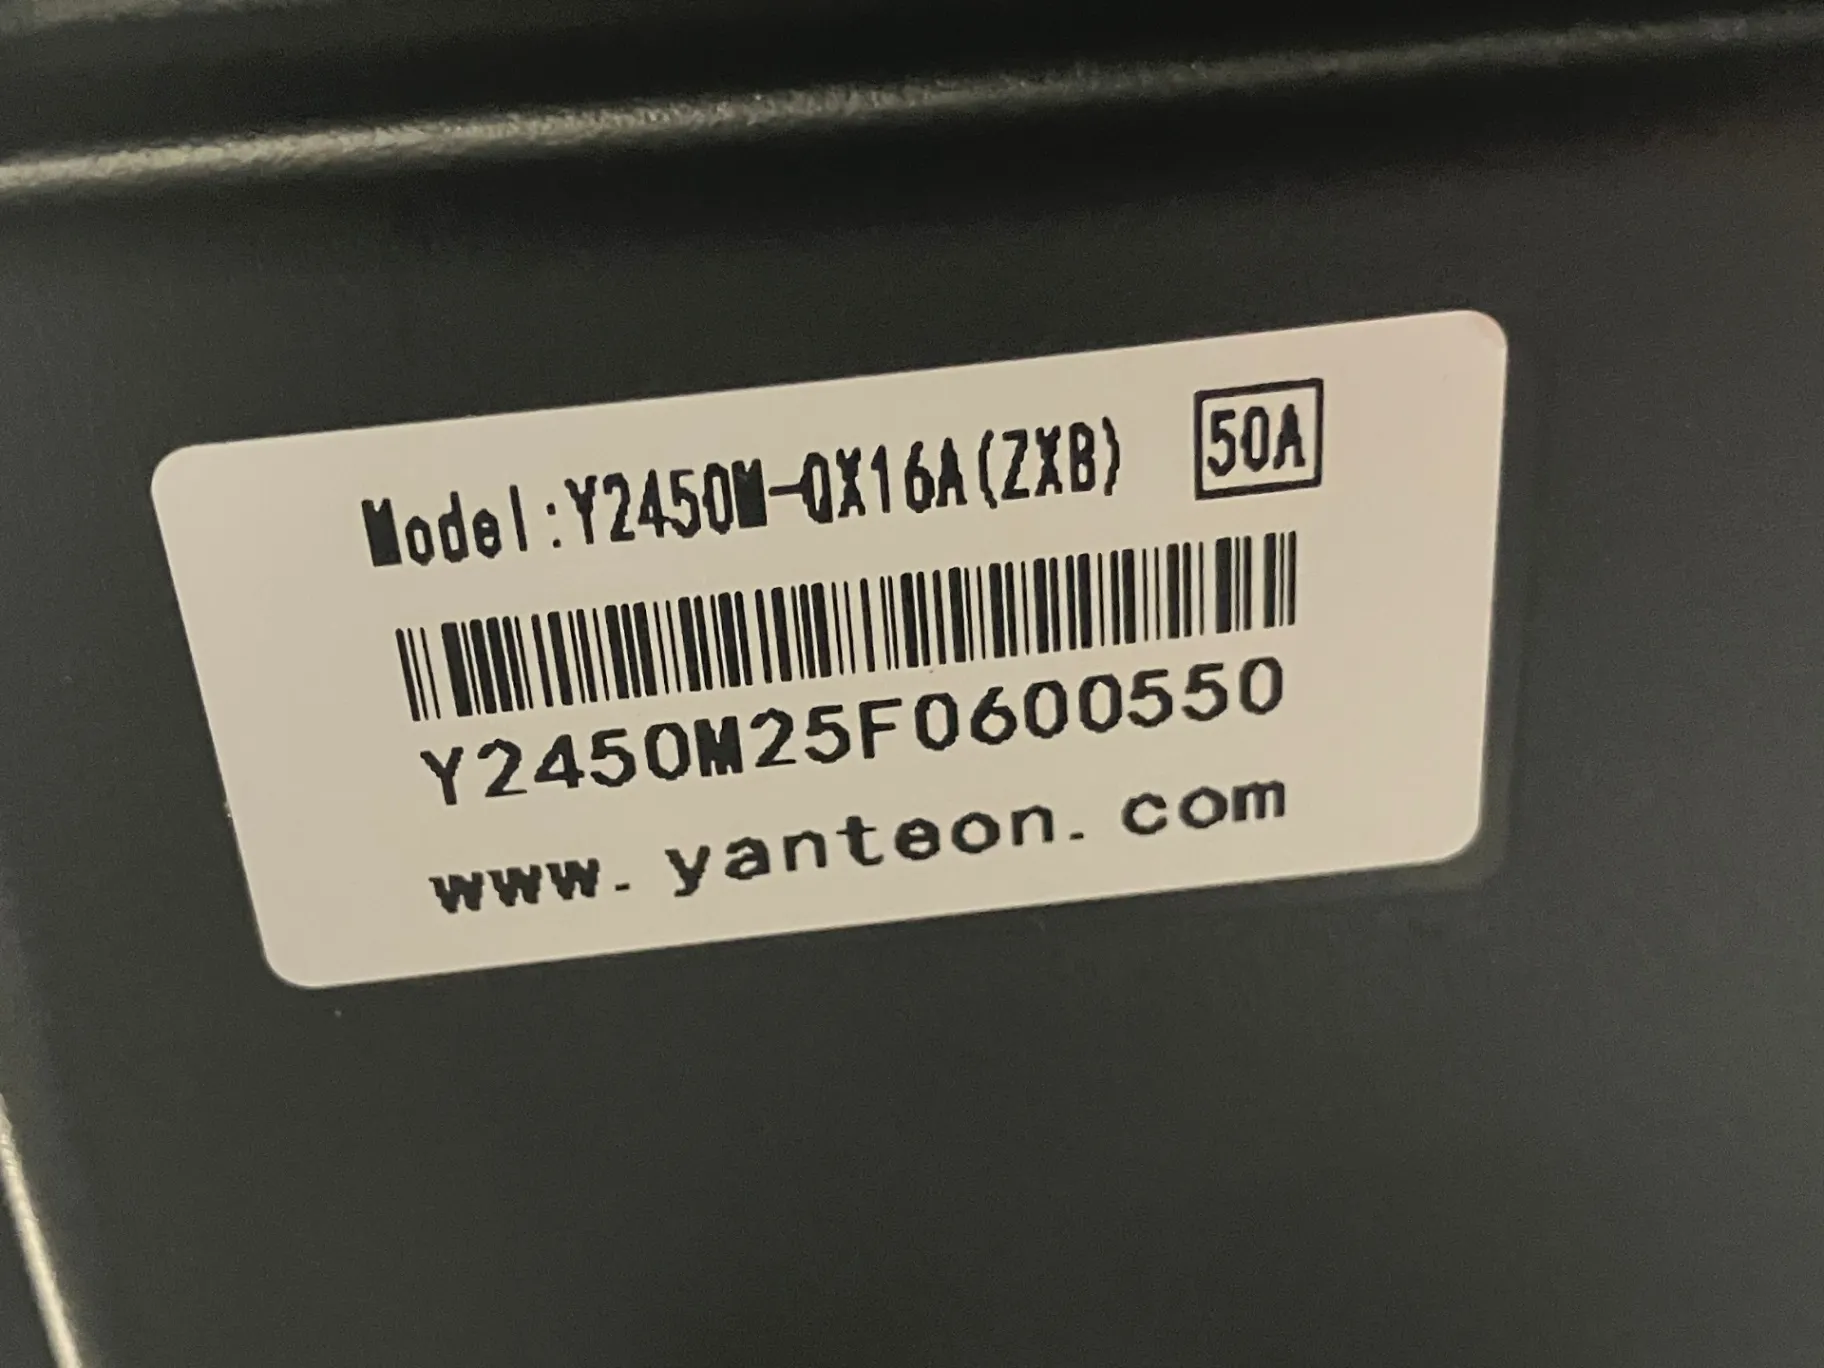 Model:Y2450M-QX16A(ZXB) 50A
Y2450M25F0600550
www.yanteon.com